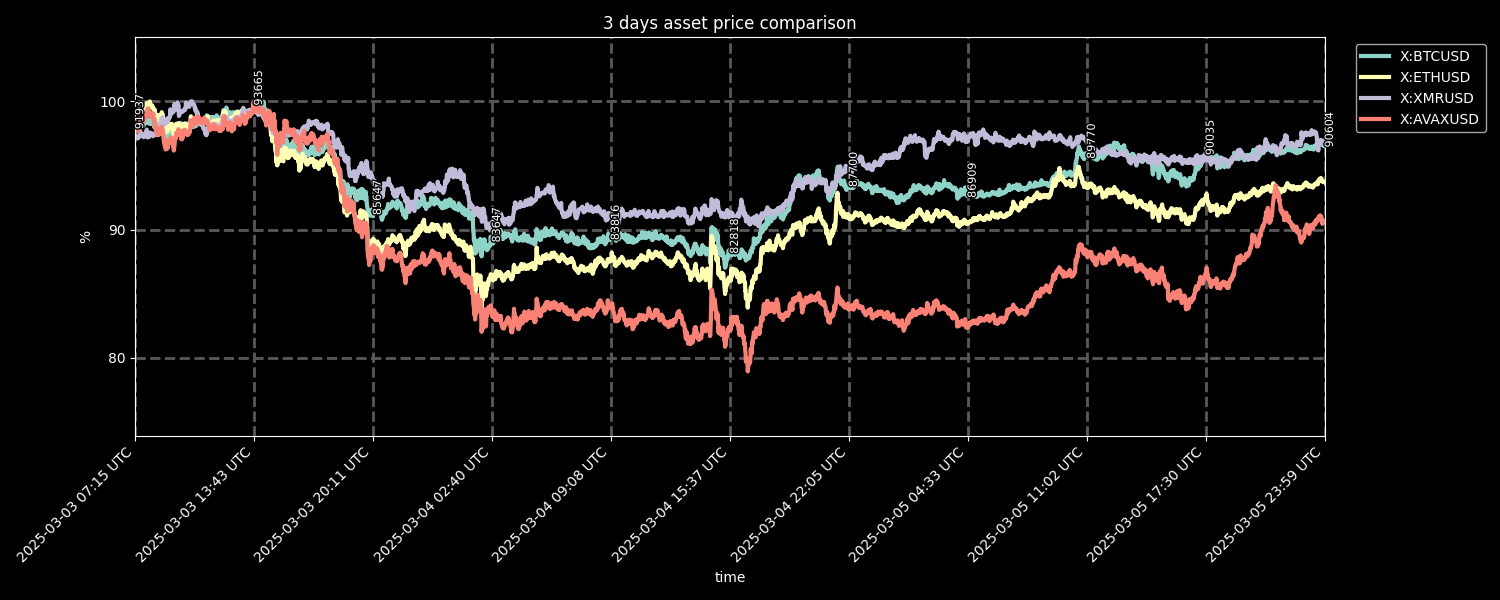 3 days asset price comparison
X:BTCUSD
X:ETHUSD
X:XMRUSD
X:AVAXUSD
%
100
90
80
91937
93665
85647
83647
83816
82818
87700
86909
89770
90035
90604
2025-03-03 07:15 UTC
2025-03-03 13:43 UTC
2025-03-03 20:11 UTC
2025-03-04 02:40 UTC
2025-03-04 09:08 UTC
2025-03-04 15:37 UTC
2025-03-04 22:05 UTC
2025-03-05 04:33 UTC
2025-03-05 11:02 UTC
2025-03-05 17:30 UTC
2025-03-05 23:59 UTC
time